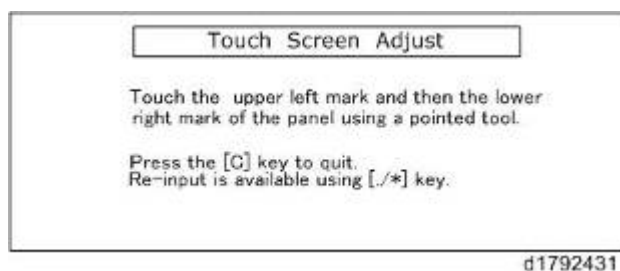 Touch Screen Adjust
Touch the upper left mark and then the lower
right mark of the panel using a pointed tool.
Press the [C] key to quit.
Re-input is available using [./*] key.
d1792431